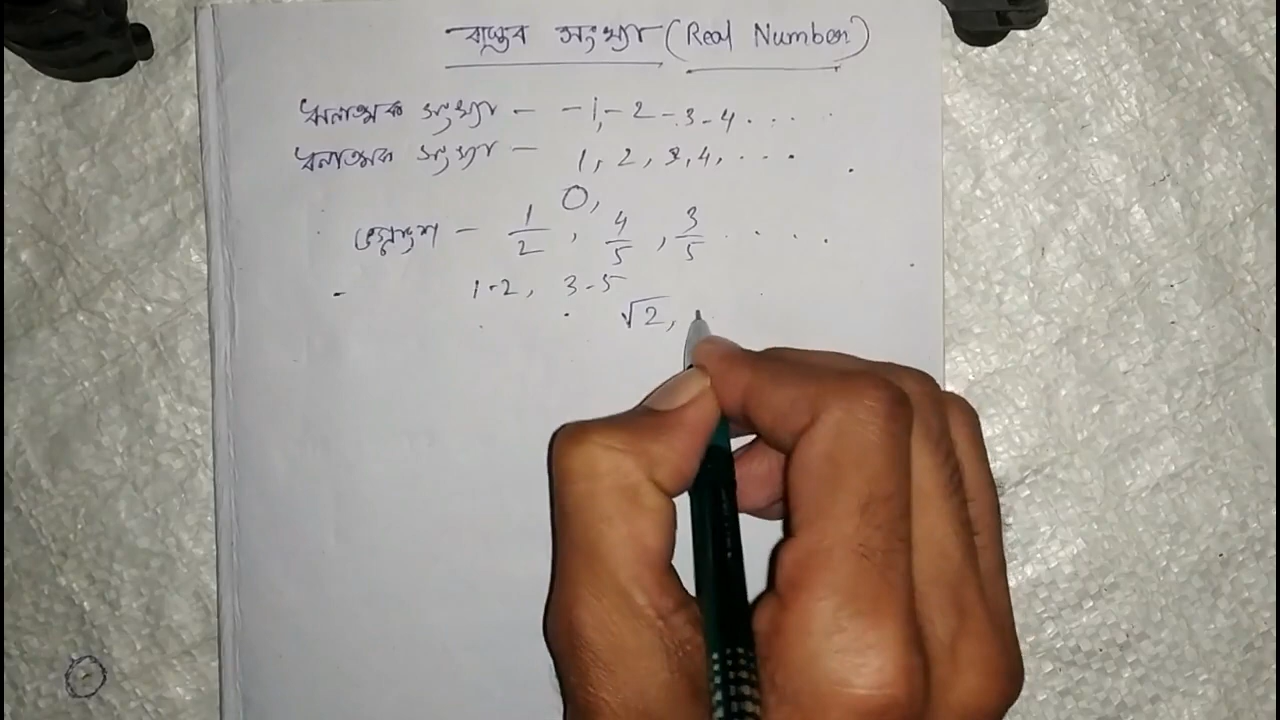 বাস্তব সংখ্যা (Real Number)
ঋনাত্মক সংখ্যা - -1,-2 -3-4....
ধনাত্মক সংখ্যা - 1, 2, 3, 4, ...
0,
ভগ্নাংশ - 1/2, 4/5, 3/5 ....
1.2, 3.5
√2,